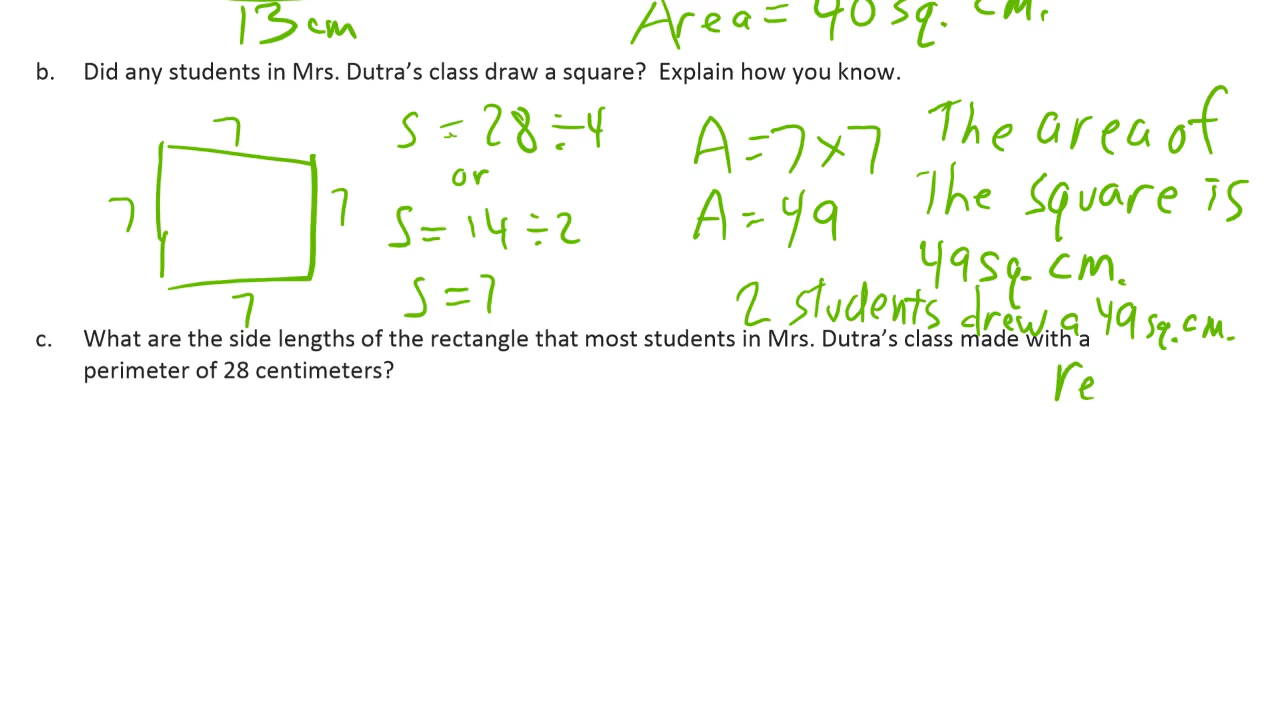 13 cm
Area = 40 sq. cm.
b. Did any students in Mrs. Dutra's class draw a square? Explain how you know.
7
7
7
7
S = 28 ÷ 4
or
S = 14 ÷ 2
S = 7
A = 7 x 7
A = 49
The area of
The square is
49 sq. cm.
2 students drew a 49 sq. cm.
re
c. What are the side lengths of the rectangle that most students in Mrs. Dutra's class made with a
perimeter of 28 centimeters?